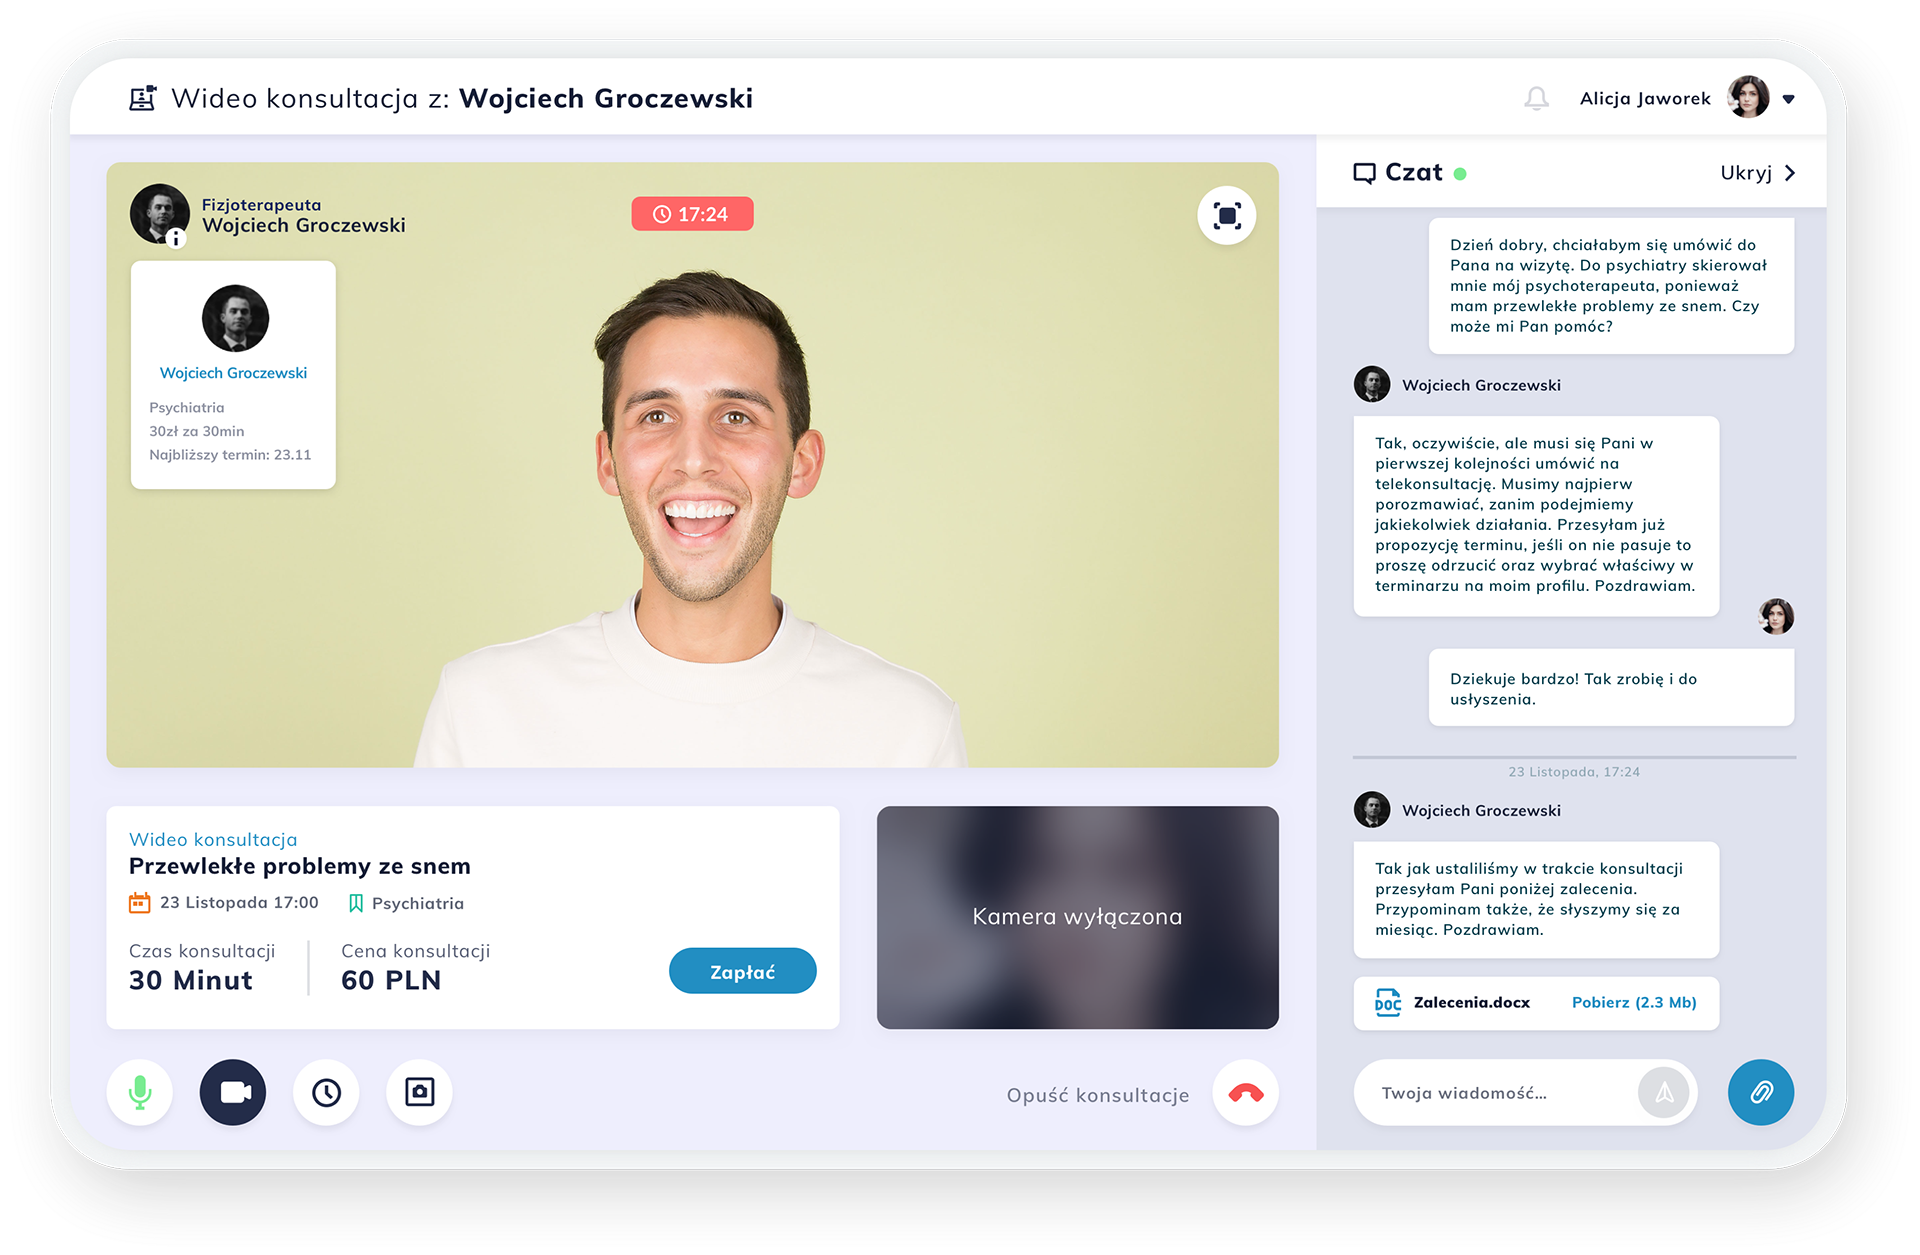 Wideo konsultacja z: Wojciech Groczewski
Alicja Jaworek
Fizjoterapeuta
Wojciech Groczewski
17:24
Wojciech Groczewski
Psychiatria
30zł za 30min
Najbliższy termin: 23.11
Wideo konsultacja
Przewlekłe problemy ze snem
23 Listopada 17:00
Psychiatria
Czas konsultacji
30 Minut
Cena konsultacji
60 PLN
Zapłać
Kamera wyłączona
Opuść konsultacje
Czat
Ukryj
Dzień dobry, chciałabym się umówić do
Pana na wizytę. Do psychiatry skierował
mnie mój psychoterapeuta, ponieważ
mam przewlekłe problemy ze snem. Czy
może mi Pan pomóc?
Wojciech Groczewski
Tak, oczywiście, ale musi się Pani w
pierwszej kolejności umówić na
telekonsultację. Musimy najpierw
porozmawiać, zanim podejmiemy
jakiekolwiek działania. Przesyłam już
propozycję terminu, jeśli on nie pasuje to
proszę odrzucić oraz wybrać właściwy w
terminarzu na moim profilu. Pozdrawiam.
Dziekuje bardzo! Tak zrobię i do
usłyszenia.
23 Listopada, 17:24
Wojciech Groczewski
Tak jak ustaliliśmy w trakcie konsultacji
przesyłam Pani poniżej zalecenia.
Przypominam także, że słyszymy się za
miesiąc. Pozdrawiam.
DOC
Zalecenia.docx
Pobierz (2.3 Mb)
Twoja wiadomość...